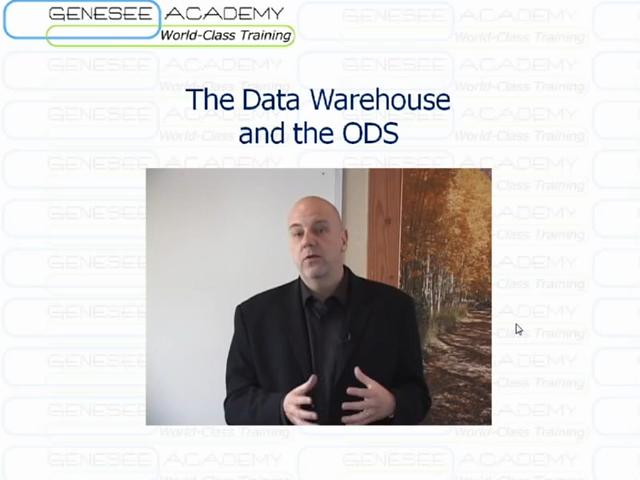 GENESEE ACADEMY
World-Class Training
The Data Warehouse
and the ODS